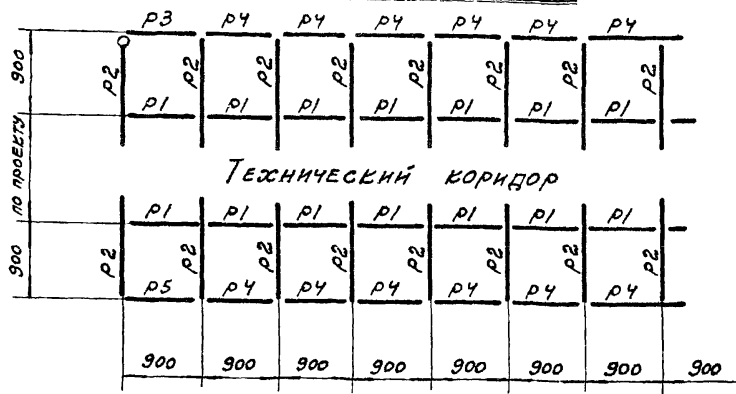 р3 р4 р4 р4 р4 р4 р4
900
р2 р2 р2 р2 р2 р2 р2 р2
р1 р1 р1 р1 р1 р1 р1
по проекту
Технический коридор
р1 р1 р1 р1 р1 р1 р1
900
р2 р2 р2 р2 р2 р2 р2 р2
р5 р4 р4 р4 р4 р4 р4
900 900 900 900 900 900 900 900